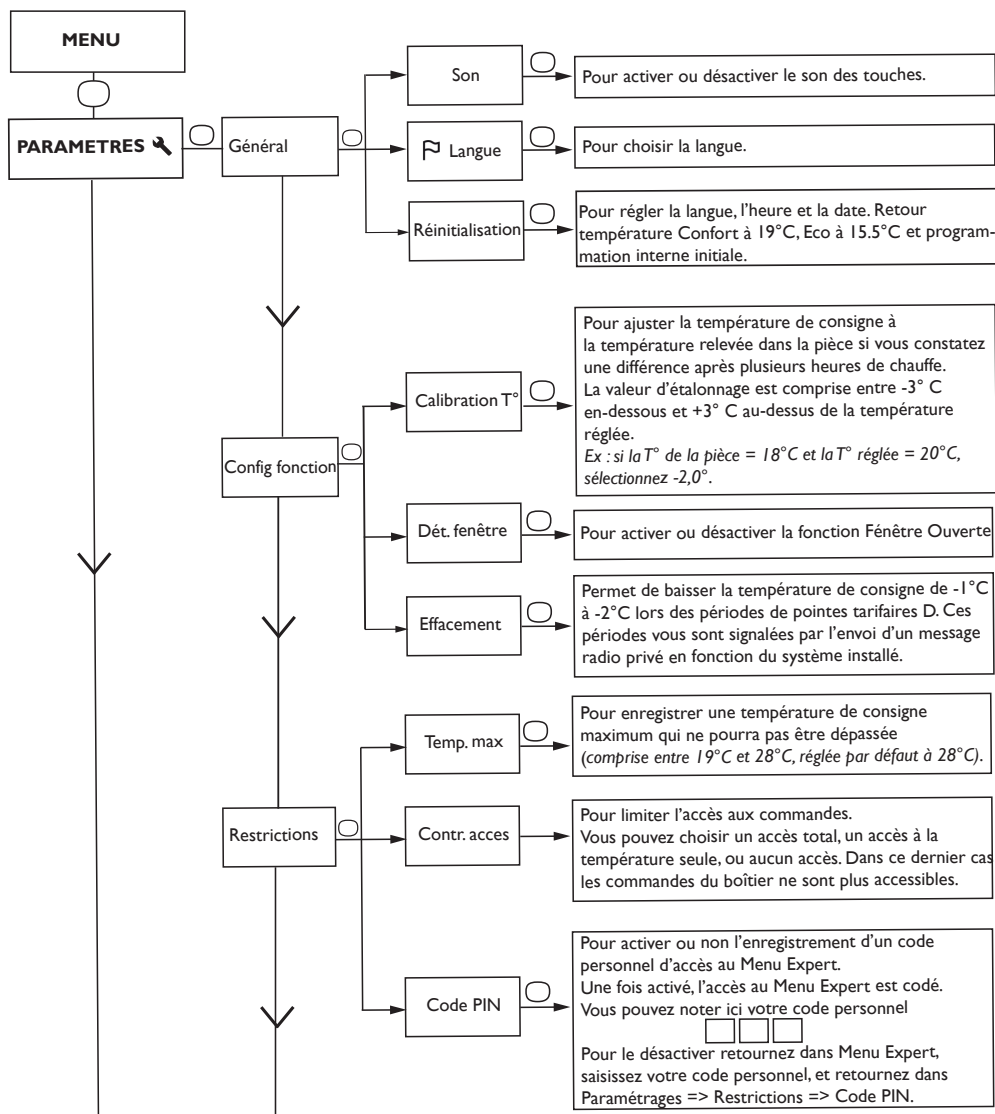 MENU
PARAMETRES
Général
Son
Pour activer ou désactiver le son des touches.
Langue
Pour choisir la langue.
Réinitialisation
Pour régler la langue, l'heure et la date. Retour
température Confort à 19°C, Eco à 15.5°C et program-
mation interne initiale.
Config fonction
Calibration T°
Pour ajuster la température de consigne à
la température relevée dans la pièce si vous constatez
une différence après plusieurs heures de chauffe.
La valeur d'étalonnage est comprise entre -3° C
en-dessous et +3° C au-dessus de la température
réglée.
Ex : si la T° de la pièce = 18°C et la T° réglée = 20°C,
sélectionnez -2,0°.
Dét. fenêtre
Pour activer ou désactiver la fonction Fénêtre Ouverte
Effacement
Permet de baisser la température de consigne de -1°C
à -2°C lors des périodes de pointes tarifaires D. Ces
périodes vous sont signalées par l'envoi d'un message
radio privé en fonction du système installé.
Restrictions
Temp. max
Pour enregistrer une température de consigne
maximum qui ne pourra pas être dépassée
(comprise entre 19°C et 28°C, réglée par défaut à 28°C).
Contr. acces
Pour limiter l'accès aux commandes.
Vous pouvez choisir un accès total, un accès à la
température seule, ou aucun accès. Dans ce dernier cas
les commandes du boîtier ne sont plus accessibles.
Code PIN
Pour activer ou non l'enregistrement d'un code
personnel d'accès au Menu Expert.
Une fois activé, l'accès au Menu Expert est codé.
Vous pouvez noter ici votre code personnel
Pour le désactiver retournez dans Menu Expert,
saisissez votre code personnel, et retournez dans
Paramétrages => Restrictions => Code PIN.